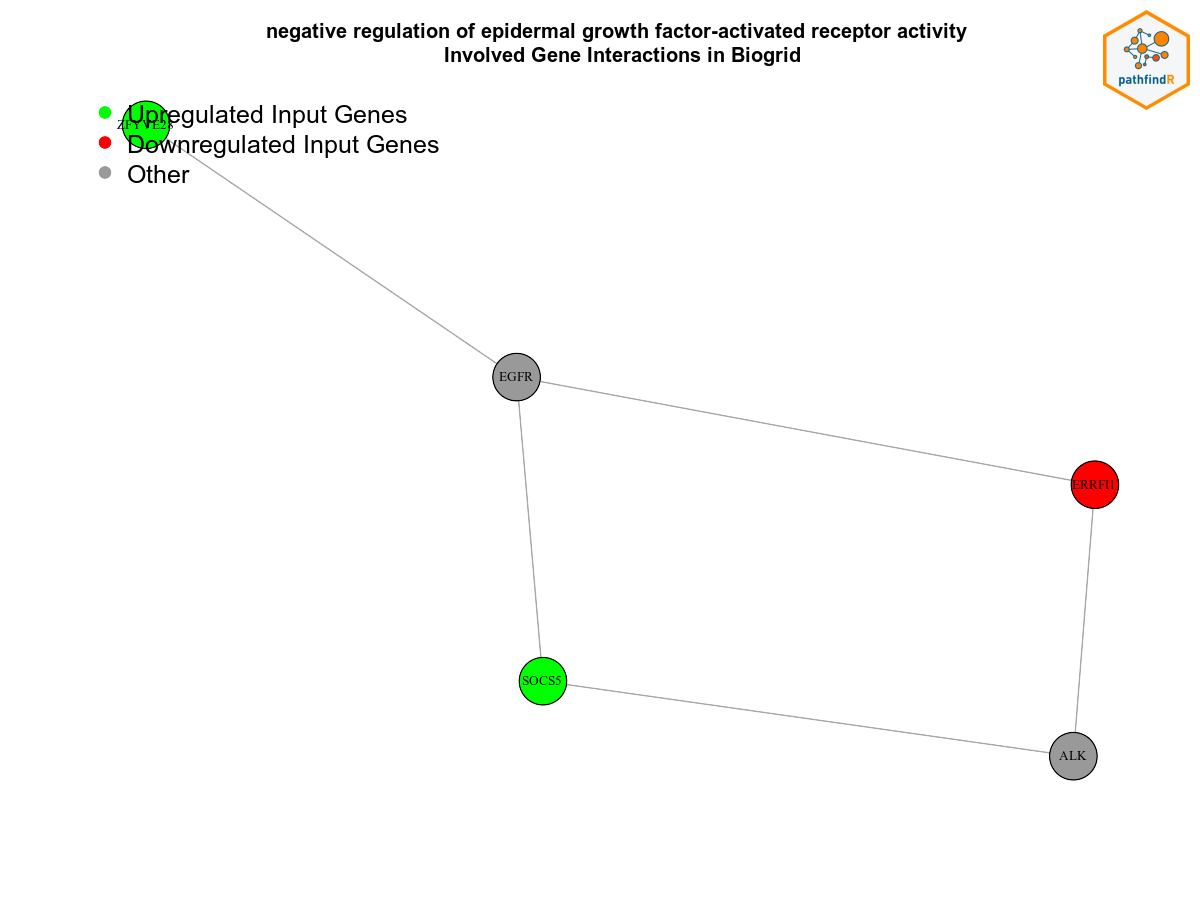 negative regulation of epidermal growth factor-activated receptor activity
Involved Gene Interactions in Biogrid
pathfindR
Upregulated Input Genes
ZFYVE28
Downregulated Input Genes
Other
EGFR
ERRFI1
SOCS5
ALK